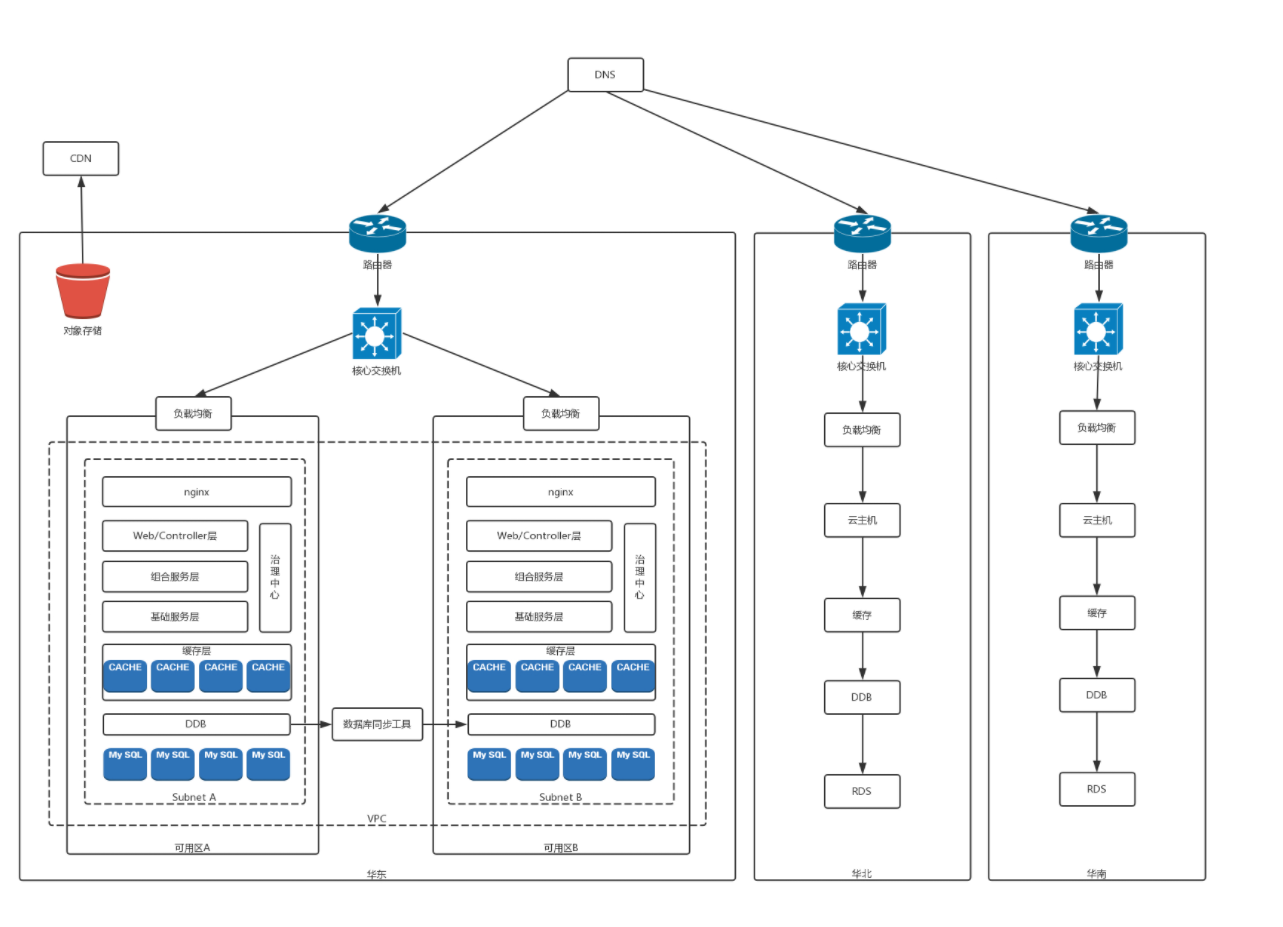 DNS
CDN
对象存储
路由器
核心交换机
负载均衡
负载均衡
nginx
Web/Controller层
组合服务层
基础服务层
治理中心
缓存层
CACHE CACHE CACHE CACHE
DDB
My SQL My SQL My SQL My SQL
Subnet A
可用区A
数据库同步工具
nginx
Web/Controller层
组合服务层
基础服务层
治理中心
缓存层
CACHE CACHE CACHE CACHE
DDB
My SQL My SQL My SQL My SQL
Subnet B
可用区B
VPC
华东
路由器
核心交换机
负载均衡
云主机
缓存
DDB
RDS
华北
路由器
核心交换机
负载均衡
云主机
缓存
DDB
RDS
华南